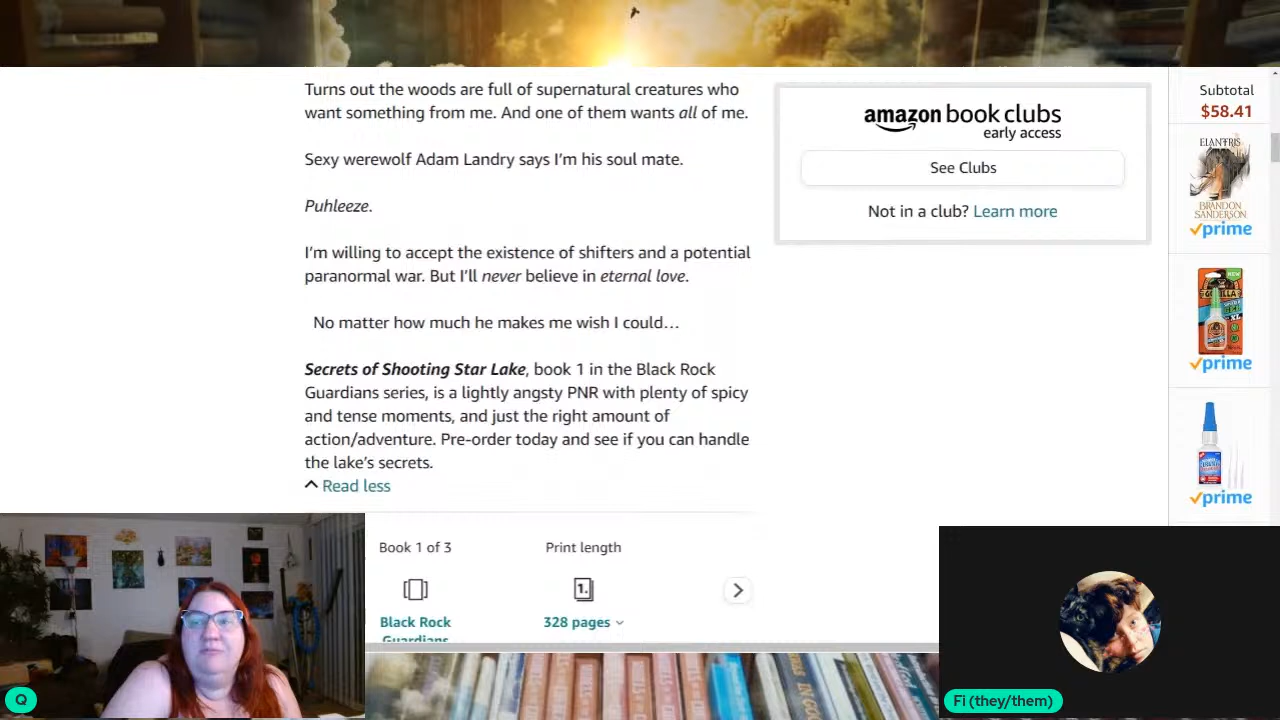 Turns out the woods are full of supernatural creatures who
want something from me. And one of them wants all of me.
Sexy werewolf Adam Landry says I'm his soul mate.
Puhleeze.
I'm willing to accept the existence of shifters and a potential
paranormal war. But I'll never believe in eternal love.
No matter how much he makes me wish I could…
Secrets of Shooting Star Lake, book 1 in the Black Rock
Guardians series, is a lightly angsty PNR with plenty of spicy
and tense moments, and just the right amount of
action/adventure. Pre-order today and see if you can handle
the lake's secrets.
Read less
Book 1 of 3
Black Rock
Guardians
Print length
1.
328 pages
amazon book clubs
early access
See Clubs
Not in a club? Learn more
Subtotal
$58.41
ELANTRIS
BRANDON
SANDERSON
prime
NEW
GORILLA
prime
prime
Q
Fi (they/them)